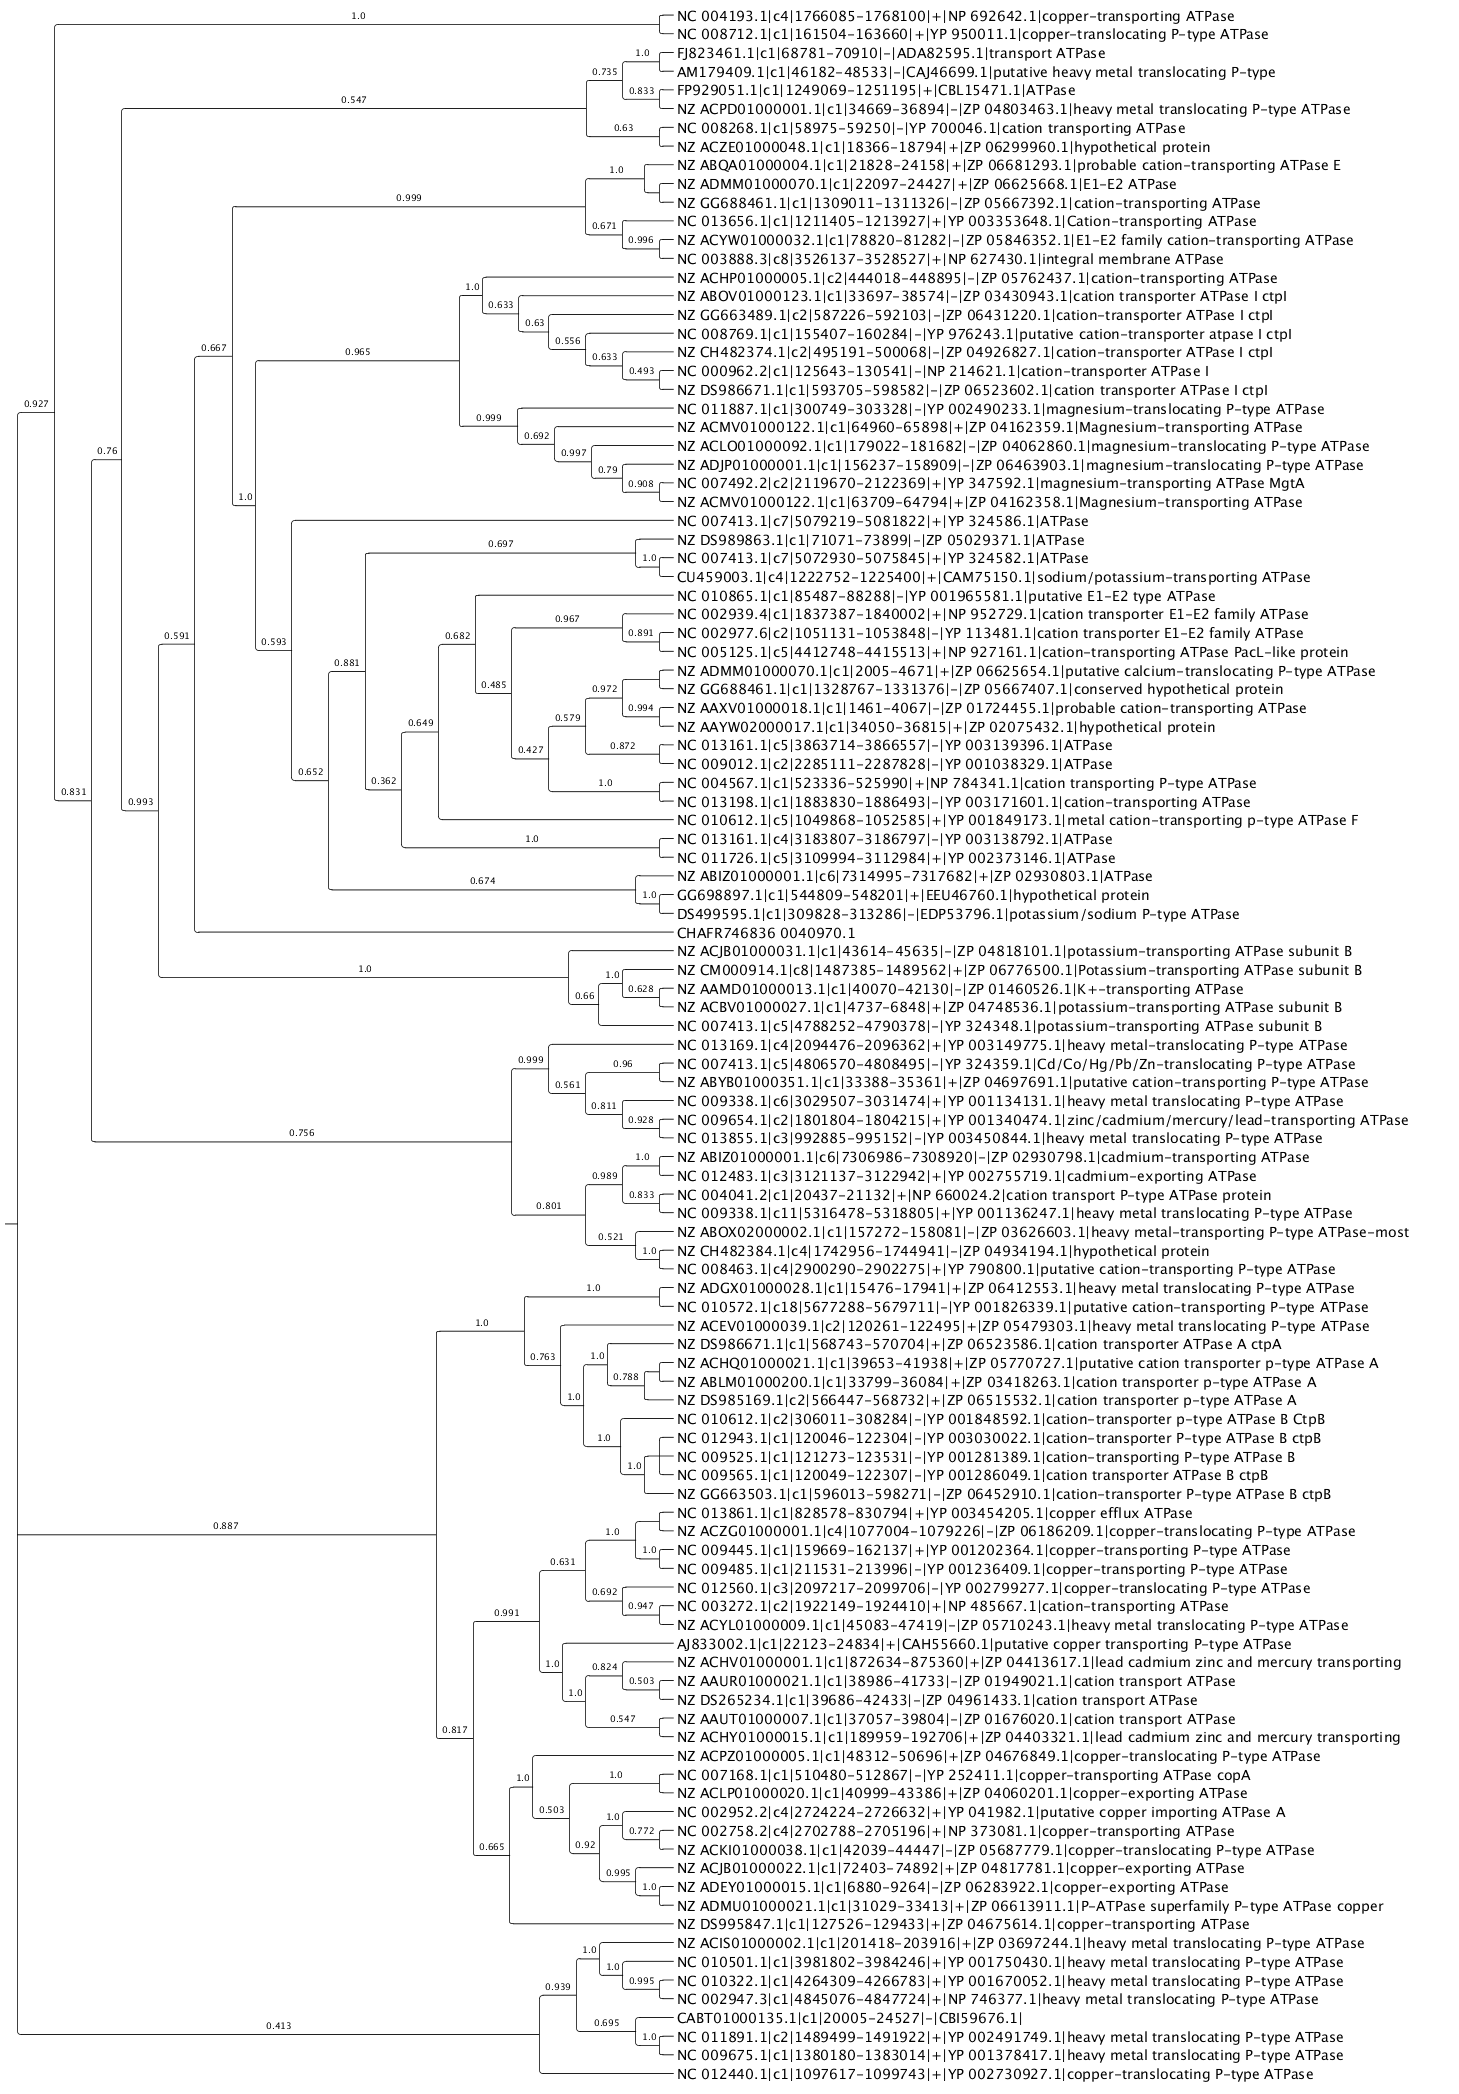 1.0
NC 004193.1|c4|1766085-1768100|+|NP 692642.1|copper-transporting ATPase
NC 008712.1|c1|161504-163660|+|YP 950011.1|copper-translocating P-type ATPase
1.0
FJ823461.1|c1|68781-70910|-|ADA82595.1|transport ATPase
0.735
AM179409.1|c1|46182-48533|-|CAJ46699.1|putative heavy metal translocating P-type
0.833
FP929051.1|c1|1249069-1251195|+|CBL15471.1|ATPase
0.547
NZ ACPD01000001.1|c1|34669-36894|-|ZP 04803463.1|heavy metal translocating P-type ATPase
0.63
NC 008268.1|c1|58975-59250|-|YP 700046.1|cation transporting ATPase
NZ ACZE01000048.1|c1|18366-18794|+|ZP 06299960.1|hypothetical protein
1.0
NZ ABQA01000004.1|c1|21828-24158|+|ZP 06681293.1|probable cation-transporting ATPase E
NZ ADMM01000070.1|c1|22097-24427|+|ZP 06625668.1|E1-E2 ATPase
0.999
NZ GG688461.1|c1|1309011-1311326|-|ZP 05667392.1|cation-transporting ATPase
0.671
NC 013656.1|c1|1211405-1213927|+|YP 003353648.1|Cation-transporting ATPase
0.996
NZ ACYW01000032.1|c1|78820-81282|-|ZP 05846352.1|E1-E2 family cation-transporting ATPase
NC 003888.3|c8|3526137-3528527|+|NP 627430.1|integral membrane ATPase
NZ ACHP01000005.1|c2|444018-448895|-|ZP 05762437.1|cation-transporting ATPase
1.0
NZ ABOV01000123.1|c1|33697-38574|-|ZP 03430943.1|cation transporter ATPase I ctpI
0.633
NZ GG663489.1|c2|587226-592103|-|ZP 06431220.1|cation-transporter ATPase I ctpI
0.63
NC 008769.1|c1|155407-160284|-|YP 976243.1|putative cation-transporter atpase I ctpI
0.556
0.667
0.965
NZ CH482374.1|c2|495191-500068|-|ZP 04926827.1|cation-transporter ATPase I ctpI
0.633
NC 000962.2|c1|125643-130541|-|NP 214621.1|cation-transporter ATPase I
0.493
NZ DS986671.1|c1|593705-598582|-|ZP 06523602.1|cation transporter ATPase I ctpI
0.927
NC 011887.1|c1|300749-303328|-|YP 002490233.1|magnesium-translocating P-type ATPase
0.999
NZ ACMV01000122.1|c1|64960-65898|+|ZP 04162359.1|Magnesium-transporting ATPase
0.692
NZ ACLO01000092.1|c1|179022-181682|-|ZP 04062860.1|magnesium-translocating P-type ATPase
0.76
0.997
NZ ADJP01000001.1|c1|156237-158909|-|ZP 06463903.1|magnesium-translocating P-type ATPase
0.79
NC 007492.2|c2|2119670-2122369|+|YP 347592.1|magnesium-transporting ATPase MgtA
0.908
1.0
NZ ACMV01000122.1|c1|63709-64794|+|ZP 04162358.1|Magnesium-transporting ATPase
NC 007413.1|c7|5079219-5081822|+|YP 324586.1|ATPase
0.697
NZ DS989863.1|c1|71071-73899|-|ZP 05029371.1|ATPase
1.0
NC 007413.1|c7|5072930-5075845|+|YP 324582.1|ATPase
CU459003.1|c4|1222752-1225400|+|CAM75150.1|sodium/potassium-transporting ATPase
NC 010865.1|c1|85487-88288|-|YP 001965581.1|putative E1-E2 type ATPase
0.967
NC 002939.4|c1|1837387-1840002|+|NP 952729.1|cation transporter E1-E2 family ATPase
0.591
0.593
0.682
0.891
NC 002977.6|c2|1051131-1053848|-|YP 113481.1|cation transporter E1-E2 family ATPase
NC 005125.1|c5|4412748-4415513|+|NP 927161.1|cation-transporting ATPase PacL-like protein
0.881
NZ ADMM01000070.1|c1|2005-4671|+|ZP 06625654.1|putative calcium-translocating P-type ATPase
0.485
0.972
NZ GG688461.1|c1|1328767-1331376|-|ZP 05667407.1|conserved hypothetical protein
0.994
NZ AAXV01000018.1|c1|1461-4067|-|ZP 01724455.1|probable cation-transporting ATPase
0.649
0.579
NZ AAYW02000017.1|c1|34050-36815|+|ZP 02075432.1|hypothetical protein
0.427
0.872
NC 013161.1|c5|3863714-3866557|-|YP 003139396.1|ATPase
NC 009012.1|c2|2285111-2287828|-|YP 001038329.1|ATPase
0.652
0.362
1.0
NC 004567.1|c1|523336-525990|+|NP 784341.1|cation transporting P-type ATPase
0.831
0.993
NC 013198.1|c1|1883830-1886493|-|YP 003171601.1|cation-transporting ATPase
NC 010612.1|c5|1049868-1052585|+|YP 001849173.1|metal cation-transporting p-type ATPase F
1.0
NC 013161.1|c4|3183807-3186797|-|YP 003138792.1|ATPase
NC 011726.1|c5|3109994-3112984|+|YP 002373146.1|ATPase
0.674
NZ ABIZ01000001.1|c6|7314995-7317682|+|ZP 02930803.1|ATPase
1.0
GG698897.1|c1|544809-548201|+|EEU46760.1|hypothetical protein
DS499595.1|c1|309828-313286|-|EDP53796.1|potassium/sodium P-type ATPase
CHAFR746836 0040970.1
NZ ACJB01000031.1|c1|43614-45635|-|ZP 04818101.1|potassium-transporting ATPase subunit B
1.0
1.0
NZ CM000914.1|c8|1487385-1489562|+|ZP 06776500.1|Potassium-transporting ATPase subunit B
0.66
0.628
NZ AAMD01000013.1|c1|40070-42130|-|ZP 01460526.1|K+-transporting ATPase
NZ ACBV01000027.1|c1|4737-6848|+|ZP 04748536.1|potassium-transporting ATPase subunit B
NC 007413.1|c5|4788252-4790378|-|YP 324348.1|potassium-transporting ATPase subunit B
NC 013169.1|c4|2094476-2096362|+|YP 003149775.1|heavy metal-translocating P-type ATPase
0.999
0.96
NC 007413.1|c5|4806570-4808495|-|YP 324359.1|Cd/Co/Hg/Pb/Zn-translocating P-type ATPase
0.561
NZ ABYB01000351.1|c1|33388-35361|+|ZP 04697691.1|putative cation-transporting P-type ATPase
0.811
NC 009338.1|c6|3029507-3031474|+|YP 001134131.1|heavy metal translocating P-type ATPase
0.928
NC 009654.1|c2|1801804-1804215|+|YP 001340474.1|zinc/cadmium/mercury/lead-transporting ATPase
0.756
NC 013855.1|c3|992885-995152|-|YP 003450844.1|heavy metal translocating P-type ATPase
1.0
NZ ABIZ01000001.1|c6|7306986-7308920|-|ZP 02930798.1|cadmium-transporting ATPase
0.989
NC 012483.1|c3|3121137-3122942|+|YP 002755719.1|cadmium-exporting ATPase
0.833
NC 004041.2|c1|20437-21132|+|NP 660024.2|cation transport P-type ATPase protein
0.801
NC 009338.1|c11|5316478-5318805|+|YP 001136247.1|heavy metal translocating P-type ATPase
0.521
NZ ABOX02000002.1|c1|157272-158081|-|ZP 03626603.1|heavy metal-transporting P-type ATPase-most
1.0
NZ CH482384.1|c4|1742956-1744941|-|ZP 04934194.1|hypothetical protein
NC 008463.1|c4|2900290-2902275|+|YP 790800.1|putative cation-transporting P-type ATPase
1.0
NZ ADGX01000028.1|c1|15476-17941|+|ZP 06412553.1|heavy metal translocating P-type ATPase
NC 010572.1|c18|5677288-5679711|-|YP 001826339.1|putative cation-transporting P-type ATPase
1.0
NZ ACEV01000039.1|c2|120261-122495|+|ZP 05479303.1|heavy metal translocating P-type ATPase
NZ DS986671.1|c1|568743-570704|+|ZP 06523586.1|cation transporter ATPase A ctpA
0.763
1.0
NZ ACHQ01000021.1|c1|39653-41938|+|ZP 05770727.1|putative cation transporter p-type ATPase A
0.788
NZ ABLM01000200.1|c1|33799-36084|+|ZP 03418263.1|cation transporter p-type ATPase A
1.0
NZ DS985169.1|c2|566447-568732|+|ZP 06515532.1|cation transporter p-type ATPase A
NC 010612.1|c2|306011-308284|-|YP 001848592.1|cation-transporter p-type ATPase B CtpB
1.0
NC 012943.1|c1|120046-122304|-|YP 003030022.1|cation-transporter P-type ATPase B ctpB
NC 009525.1|c1|121273-123531|-|YP 001281389.1|cation-transporting P-type ATPase B
1.0
NC 009565.1|c1|120049-122307|-|YP 001286049.1|cation transporter ATPase B ctpB
NZ GG663503.1|c1|596013-598271|-|ZP 06452910.1|cation-transporter P-type ATPase B ctpB
NC 013861.1|c1|828578-830794|+|YP 003454205.1|copper efflux ATPase
0.887
1.0
NZ ACZG01000001.1|c4|1077004-1079226|-|ZP 06186209.1|copper-translocating P-type ATPase
1.0
NC 009445.1|c1|159669-162137|+|YP 001202364.1|copper-transporting P-type ATPase
0.631
NC 009485.1|c1|211531-213996|-|YP 001236409.1|copper-transporting P-type ATPase
0.692
NC 012560.1|c3|2097217-2099706|-|YP 002799277.1|copper-translocating P-type ATPase
0.947
NC 003272.1|c2|1922149-1924410|+|NP 485667.1|cation-transporting ATPase
0.991
NZ ACYL01000009.1|c1|45083-47419|-|ZP 05710243.1|heavy metal translocating P-type ATPase
AJ833002.1|c1|22123-24834|+|CAH55660.1|putative copper transporting P-type ATPase
1.0
0.824
NZ ACHV01000001.1|c1|872634-875360|+|ZP 04413617.1|lead cadmium zinc and mercury transporting
0.503
NZ AAUR01000021.1|c1|38986-41733|-|ZP 01949021.1|cation transport ATPase
1.0
NZ DS265234.1|c1|39686-42433|-|ZP 04961433.1|cation transport ATPase
0.547
NZ AAUT01000007.1|c1|37057-39804|-|ZP 01676020.1|cation transport ATPase
0.817
NZ ACHY01000015.1|c1|189959-192706|+|ZP 04403321.1|lead cadmium zinc and mercury transporting
NZ ACPZ01000005.1|c1|48312-50696|+|ZP 04676849.1|copper-translocating P-type ATPase
1.0
1.0
NC 007168.1|c1|510480-512867|-|YP 252411.1|copper-transporting ATPase copA
NZ ACLP01000020.1|c1|40999-43386|+|ZP 04060201.1|copper-exporting ATPase
0.503
1.0
NC 002952.2|c4|2724224-2726632|+|YP 041982.1|putative copper importing ATPase A
0.772
NC 002758.2|c4|2702788-2705196|+|NP 373081.1|copper-transporting ATPase
0.665
0.92
NZ ACKI01000038.1|c1|42039-44447|-|ZP 05687779.1|copper-translocating P-type ATPase
0.995
NZ ACJB01000022.1|c1|72403-74892|+|ZP 04817781.1|copper-exporting ATPase
1.0
NZ ADEY01000015.1|c1|6880-9264|-|ZP 06283922.1|copper-exporting ATPase
NZ ADMU01000021.1|c1|31029-33413|+|ZP 06613911.1|P-ATPase superfamily P-type ATPase copper
NZ DS995847.1|c1|127526-129433|+|ZP 04675614.1|copper-transporting ATPase
NZ ACIS01000002.1|c1|201418-203916|+|ZP 03697244.1|heavy metal translocating P-type ATPase
1.0
NC 010501.1|c1|3981802-3984246|+|YP 001750430.1|heavy metal translocating P-type ATPase
1.0
0.939
0.995
NC 010322.1|c1|4264309-4266783|+|YP 001670052.1|heavy metal translocating P-type ATPase
NC 002947.3|c1|4845076-4847724|+|NP 746377.1|heavy metal translocating P-type ATPase
0.413
0.695
CABT01000135.1|c1|20005-24527|-|CBI59676.1|
1.0
NC 011891.1|c2|1489499-1491922|+|YP 002491749.1|heavy metal translocating P-type ATPase
NC 009675.1|c1|1380180-1383014|+|YP 001378417.1|heavy metal translocating P-type ATPase
NC 012440.1|c1|1097617-1099743|+|YP 002730927.1|copper-translocating P-type ATPase